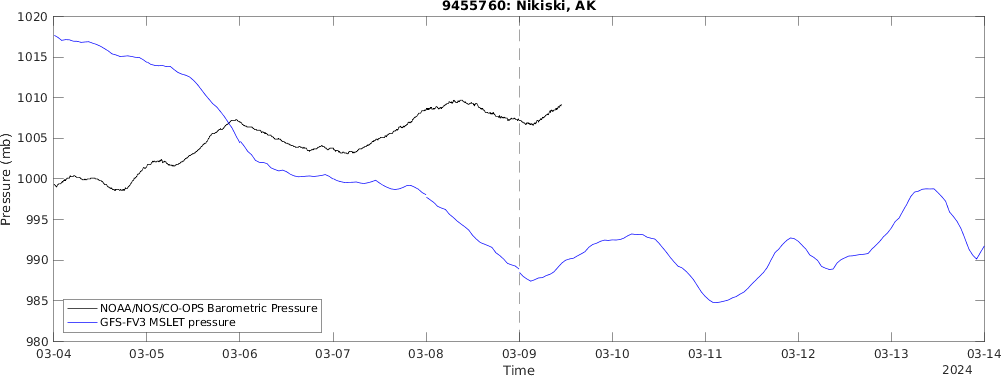 9455760: Nikiski, AK
Pressure (mb)
1020
1015
1010
1005
1000
995
990
985
980
NOAA/NOS/CO-OPS Barometric Pressure
GFS-FV3 MSLET pressure
03-04 03-05 03-06 03-07 03-08 03-09 03-10 03-11 03-12 03-13 03-14
Time
2024